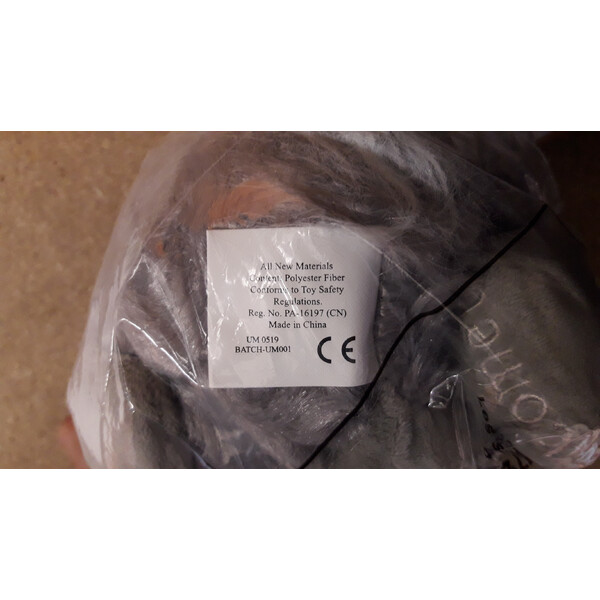 All New Materials
Content: Polyester Fiber
Conforms to Toy Safety
Regulations.
Reg. No. PA-16197 (CN)
Made in China
UM 0519
BATCH-UM001
CE